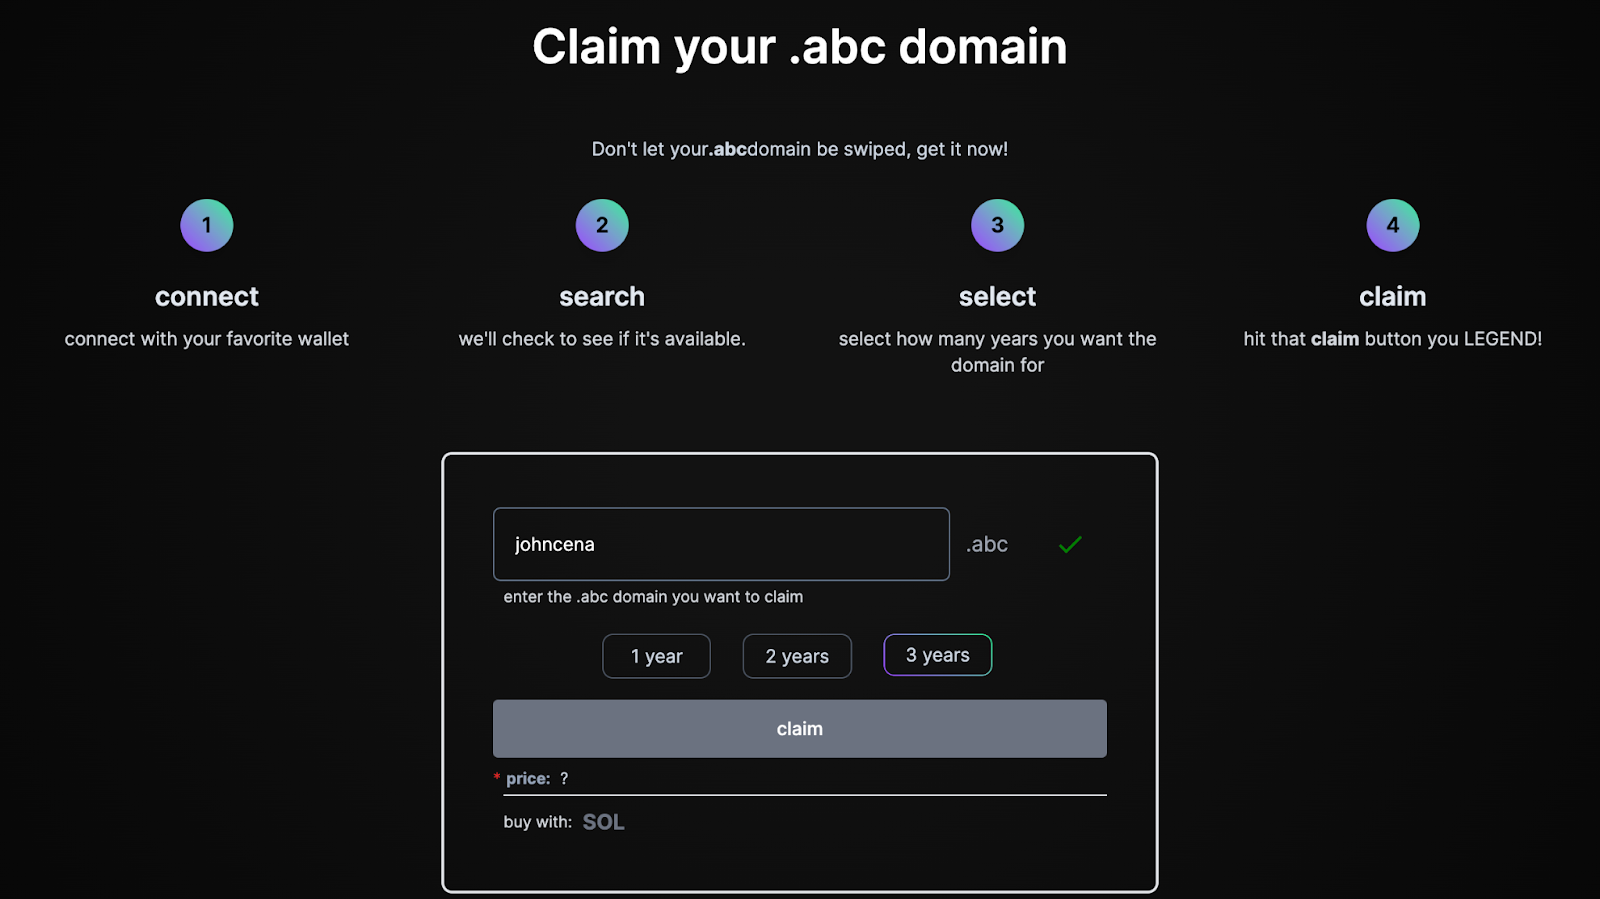 Claim your .abc domain
Don't let your.abcdomain be swiped, get it now!
1
connect
connect with your favorite wallet
2
search
we'll check to see if it's available.
3
select
select how many years you want the
domain for
4
claim
hit that claim button you LEGEND!
johncena
.abc
enter the .abc domain you want to claim
1 year
2 years
3 years
claim
* price: ?
buy with: SOL